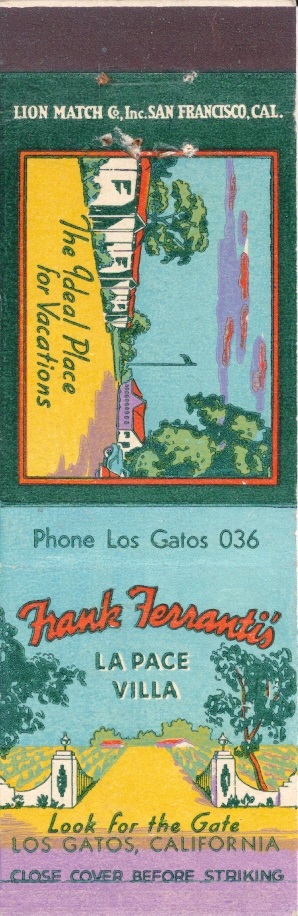 LION MATCH Co., Inc. SAN FRANCISCO, CAL.
The Ideal Place
for Vacations
Phone Los Gatos 036
Frank Ferranti's
LA PACE
VILLA
Look for the Gate
LOS GATOS, CALIFORNIA
CLOSE COVER BEFORE STRIKING